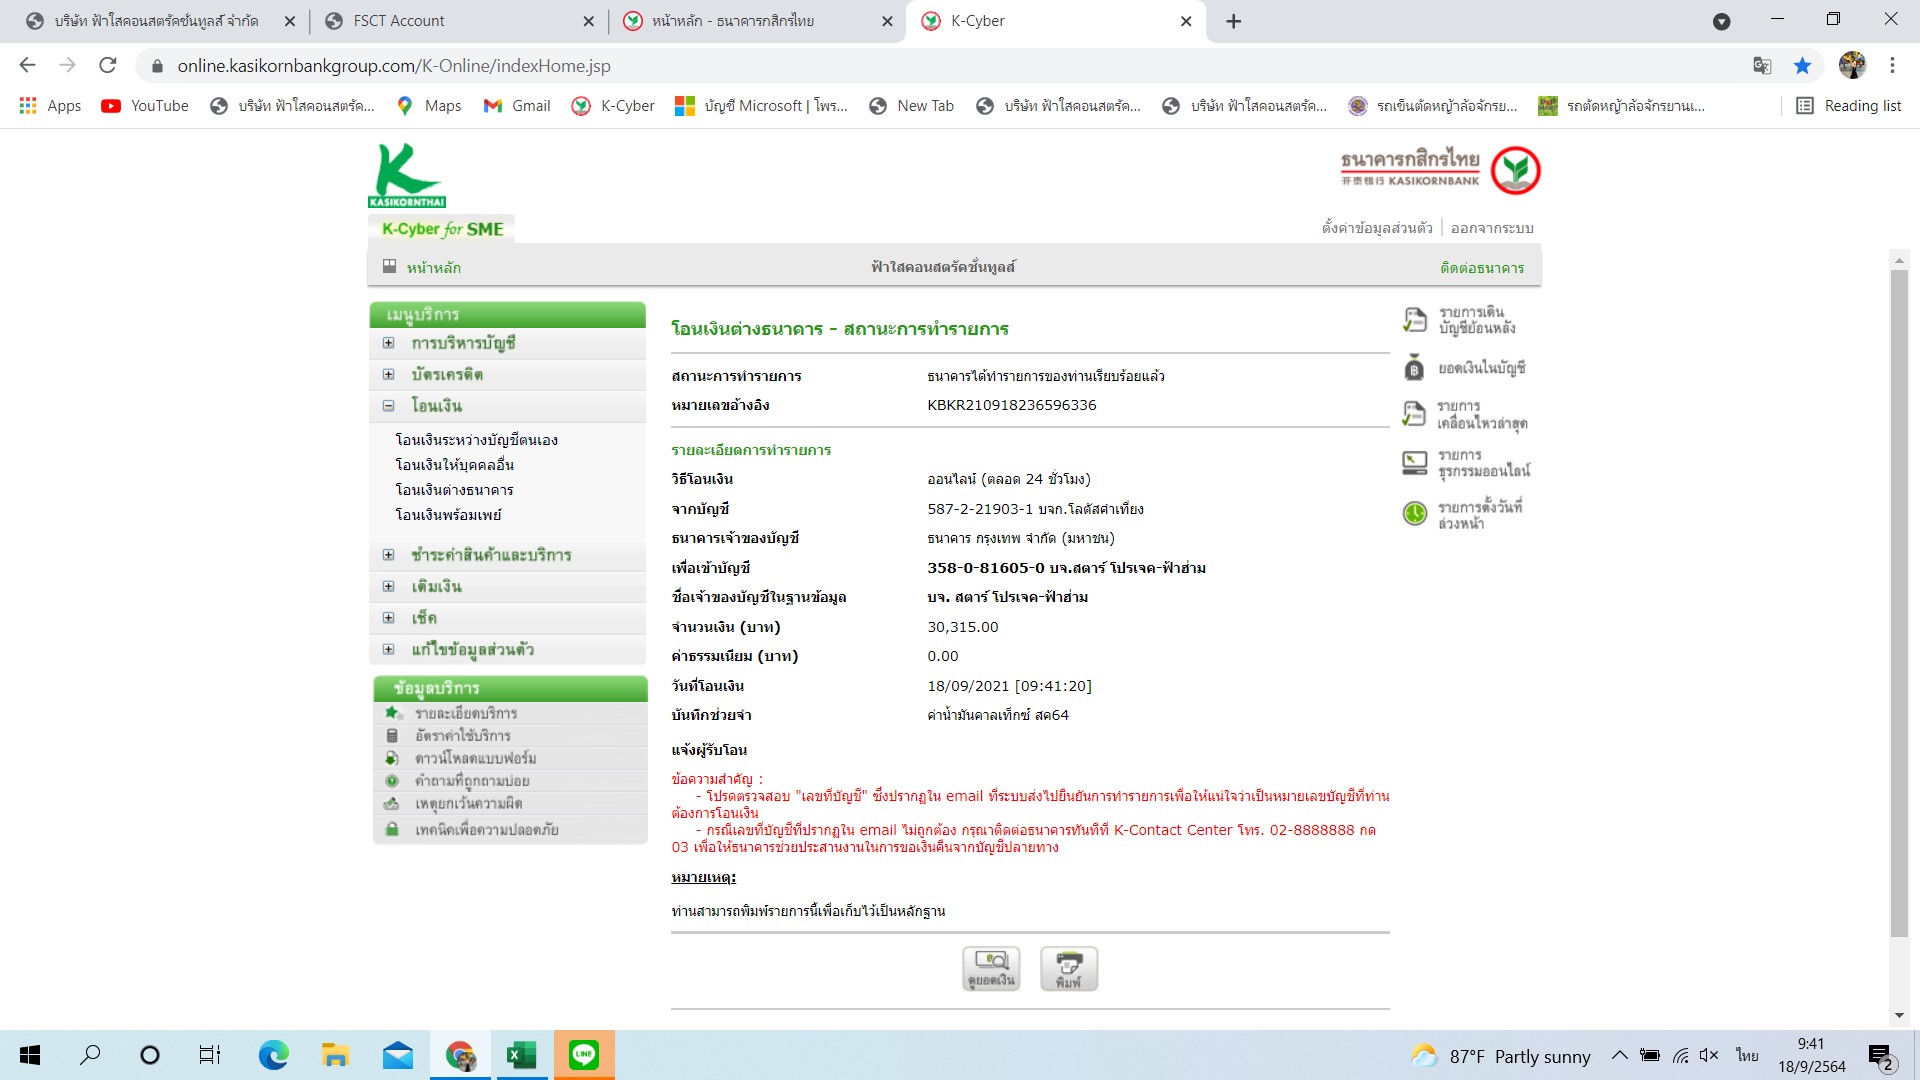 บริษัท ฟ้าใสคอนสตรัคชั่นทูลส์ จำกัด
FSCT Account
หน้าหลัก - ธนาคารกสิกรไทย
K-Cyber
online.kasikornbankgroup.com/K-Online/indexHome.jsp
Apps
YouTube
บริษัท ฟ้าใสคอนสตรัค...
Maps
Gmail
K-Cyber
บัญชี Microsoft | โพร...
New Tab
บริษัท ฟ้าใสคอนสตรัค...
บริษัท ฟ้าใสคอนสตรัค...
รถเข็นตัดหญ้าล้อจักรย...
รถตัดหญ้าล้อจักรยานเ...
Reading list
KASIKORNTHAI
ธนาคารกสิกรไทย
开泰银行 KASIKORNBANK
K-Cyber for SME
ตั้งค่าข้อมูลส่วนตัว
ออกจากระบบ
หน้าหลัก
ฟ้าใสคอนสตรัคชั่นทูลส์
ติดต่อธนาคาร
เมนูบริการ
การบริหารบัญชี
บัตรเครดิต
โอนเงิน
โอนเงินระหว่างบัญชีตนเอง
โอนเงินให้บุคคลอื่น
โอนเงินต่างธนาคาร
โอนเงินพร้อมเพย์
ชำระค่าสินค้าและบริการ
เติมเงิน
เช็ค
แก้ไขข้อมูลส่วนตัว
ข้อมูลบริการ
รายละเอียดบริการ
อัตราค่าใช้บริการ
ดาวน์โหลดแบบฟอร์ม
คำถามที่ถูกถามบ่อย
เหตุยกเว้นความผิด
เทคนิคเพื่อความปลอดภัย
โอนเงินต่างธนาคาร - สถานะการทำรายการ
สถานะการทำรายการ ธนาคารได้ทำรายการของท่านเรียบร้อยแล้ว
หมายเลขอ้างอิง KBKR210918236596336
รายละเอียดการทำรายการ
วิธีโอนเงิน ออนไลน์ (ตลอด 24 ชั่วโมง)
จากบัญชี 587-2-21903-1 บจก.โลตัสคำเที่ยง
ธนาคารเจ้าของบัญชี ธนาคาร กรุงเทพ จำกัด (มหาชน)
เพื่อเข้าบัญชี 358-0-81605-0 บจ.สตาร์ โปรเจค-ฟ้าฮ่าม
ชื่อเจ้าของบัญชีในฐานข้อมูล บจ. สตาร์ โปรเจค-ฟ้าฮ่าม
จำนวนเงิน (บาท) 30,315.00
ค่าธรรมเนียม (บาท) 0.00
วันที่โอนเงิน 18/09/2021 [09:41:20]
บันทึกช่วยจำ ค่าน้ำมันคาลเท็กซ์ สค64
แจ้งผู้รับโอน
ข้อความสำคัญ :
- โปรดตรวจสอบ "เลขที่บัญชี" ซึ่งปรากฏใน email ที่ระบบส่งไปยืนยันการทำรายการเพื่อให้แน่ใจว่าเป็นหมายเลขบัญชีที่ท่าน
ต้องการโอนเงิน
- กรณีเลขที่บัญชีที่ปรากฏใน email ไม่ถูกต้อง กรุณาติดต่อธนาคารทันทีที่ K-Contact Center โทร. 02-8888888 กด
03 เพื่อให้ธนาคารช่วยประสานงานในการขอเงินคืนจากบัญชีปลายทาง
หมายเหตุ:
ท่านสามารถพิมพ์รายการนี้เพื่อเก็บไว้เป็นหลักฐาน
ดูยอดเงิน
พิมพ์
รายการเดิน
บัญชีย้อนหลัง
ยอดเงินในบัญชี
รายการ
เคลื่อนไหวล่าสุด
รายการ
ธุรกรรมออนไลน์
รายการตั้งวันที่
ล่วงหน้า
LINE
87°F Partly sunny
ไทย
9:41
18/9/2564
2